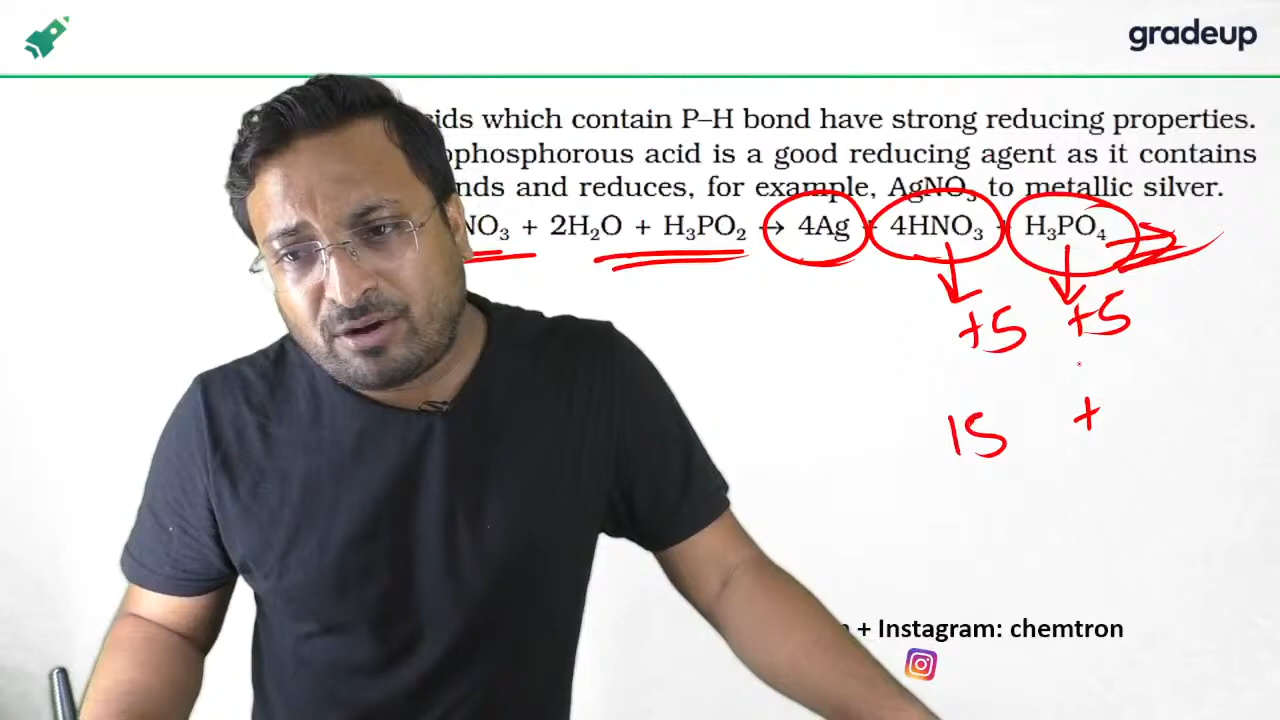 gradeup
cids which contain P–H bond have strong reducing properties.
ophosphorous acid is a good reducing agent as it contains
nds and reduces, for example, AgNO₃ to metallic silver.
NO₃ + 2H₂O + H₃PO₂ → 4Ag + 4HNO₃ + H₃PO₄
+5 +5
15 +
+ Instagram: chemtron